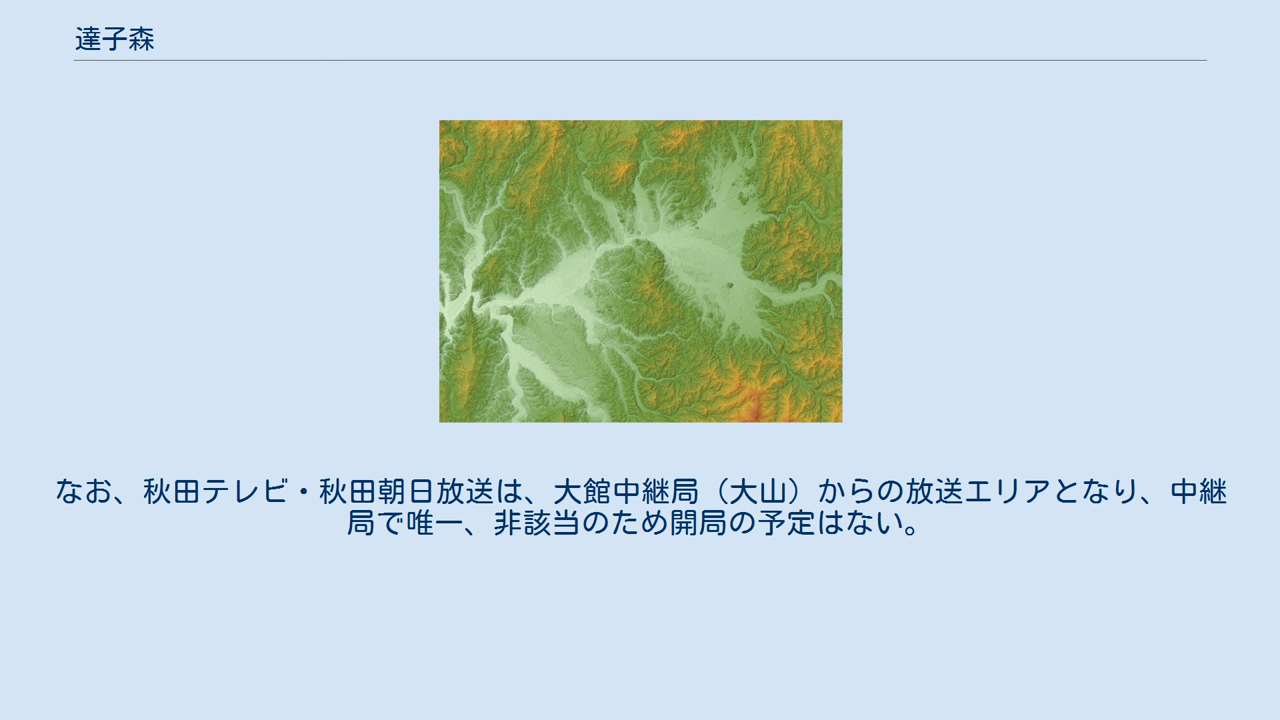 達子森
なお、秋田テレビ・秋田朝日放送は、大館中継局（大山）からの放送エリアとなり、中継
局で唯一、非該当のため開局の予定はない。